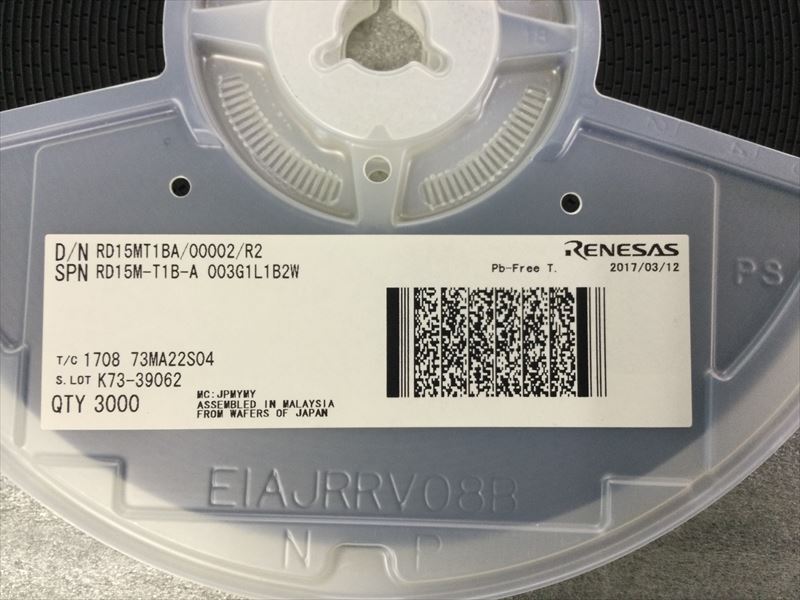 18
D/N RD15MT1BA/00002/R2
SPN RD15M-T1B-A 003G1L1B2W
RENESAS
Pb-Free T. 2017/03/12
T/C 1708 73MA22S04
S.LOT K73-39062
QTY 3000
MC:JPMYMY
ASSEMBLED IN MALAYSIA
FROM WAFERS OF JAPAN
PS
EIAJRRV08B
N P